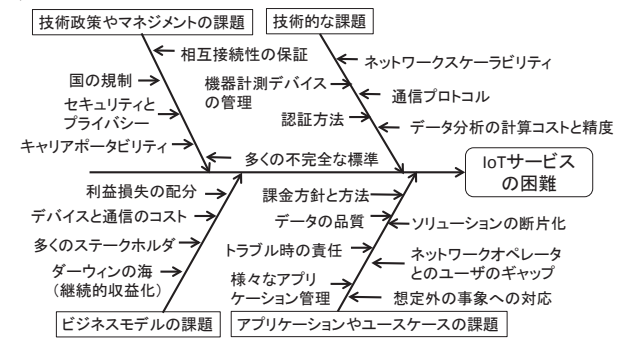 技術政策やマネジメントの課題
相互接続性の保証
国の規制
セキュリティと
プライバシー
キャリアポータビリティ
多くの不完全な標準
技術的な課題
ネットワークスケーラビリティ
機器計測デバイス
の管理
通信プロトコル
認証方法
データ分析の計算コストと精度
IoTサービス
の困難
利益損失の配分
デバイスと通信のコスト
多くのステークホルダ
ダーウィンの海
(継続的収益化)
ビジネスモデルの課題
課金方針と方法
データの品質
ソリューションの断片化
トラブル時の責任
ネットワークオペレータ
とのユーザのギャップ
様々なアプリ
ケーション管理
想定外の事象への対応
アプリケーションやユースケースの課題